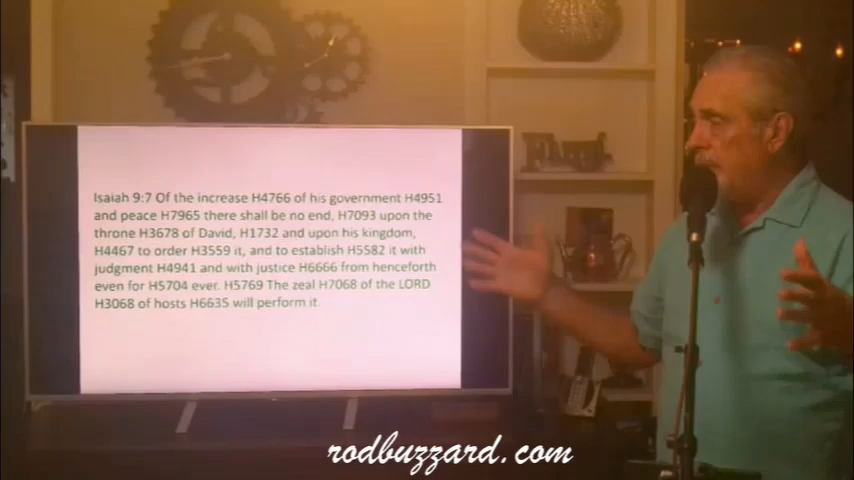 Isaiah 9:7 Of the increase H4766 of his government H4951
and peace H7965 there shall be no end, H7093 upon the
throne H3678 of David, H1732 and upon his kingdom,
H4467 to order H3559 it, and to establish H5582 it with
judgment H4941 and with justice H6666 from henceforth
even for H5704 ever. H5769 The zeal H7068 of the LORD
H3068 of hosts H6635 will perform it.
rodbuzzard.com